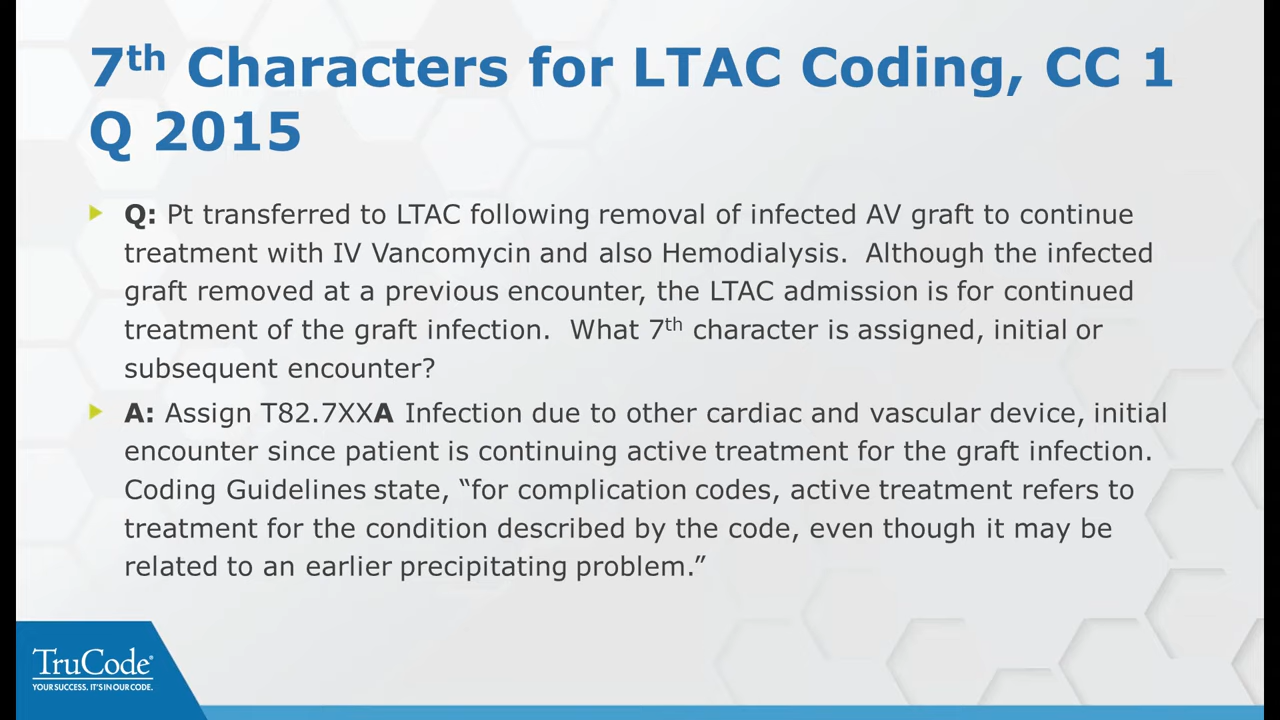 7th Characters for LTAC Coding, CC 1
Q 2015
Q: Pt transferred to LTAC following removal of infected AV graft to continue
treatment with IV Vancomycin and also Hemodialysis.  Although the infected
graft removed at a previous encounter, the LTAC admission is for continued
treatment of the graft infection.  What 7th character is assigned, initial or
subsequent encounter?
A: Assign T82.7XXA Infection due to other cardiac and vascular device, initial
encounter since patient is continuing active treatment for the graft infection.
Coding Guidelines state, “for complication codes, active treatment refers to
treatment for the condition described by the code, even though it may be
related to an earlier precipitating problem.”
TruCode®
YOUR SUCCESS. IT'S IN OUR CODE.